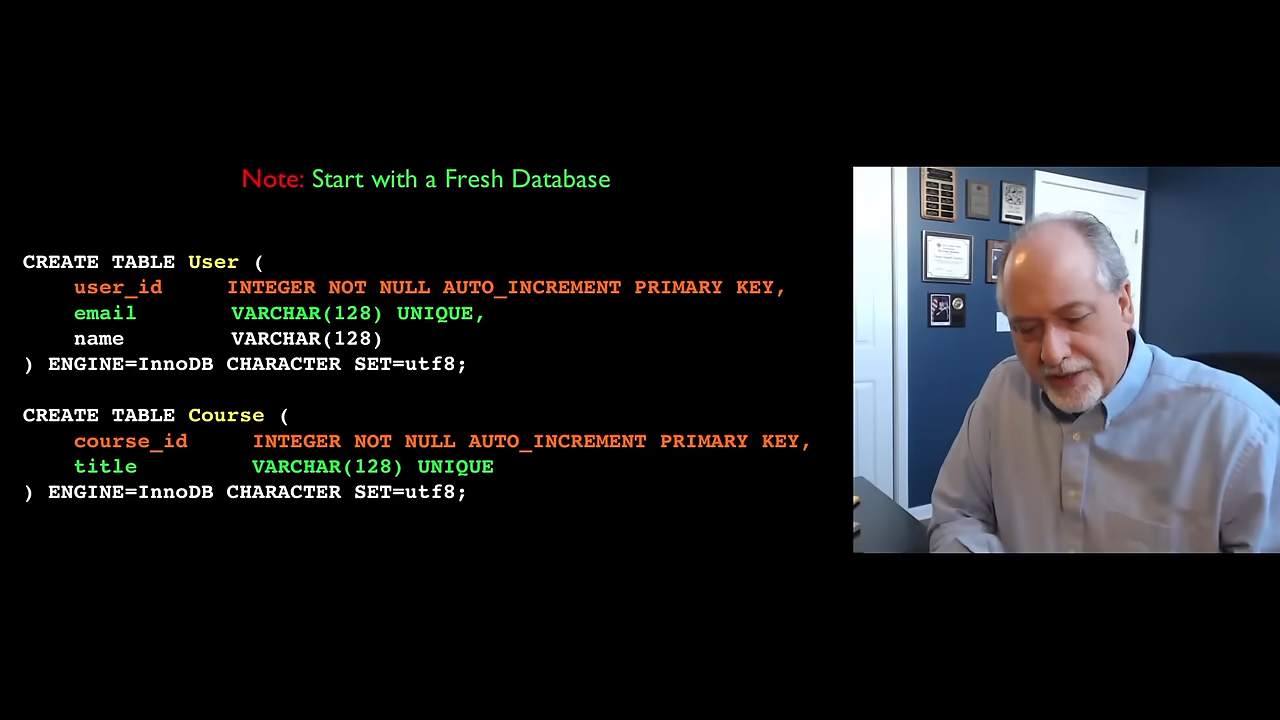 Note: Start with a Fresh Database
CREATE TABLE User (
user_id INTEGER NOT NULL AUTO_INCREMENT PRIMARY KEY,
email VARCHAR(128) UNIQUE,
name VARCHAR(128)
) ENGINE=InnoDB CHARACTER SET=utf8;
CREATE TABLE Course (
course_id INTEGER NOT NULL AUTO_INCREMENT PRIMARY KEY,
title VARCHAR(128) UNIQUE
) ENGINE=InnoDB CHARACTER SET=utf8;